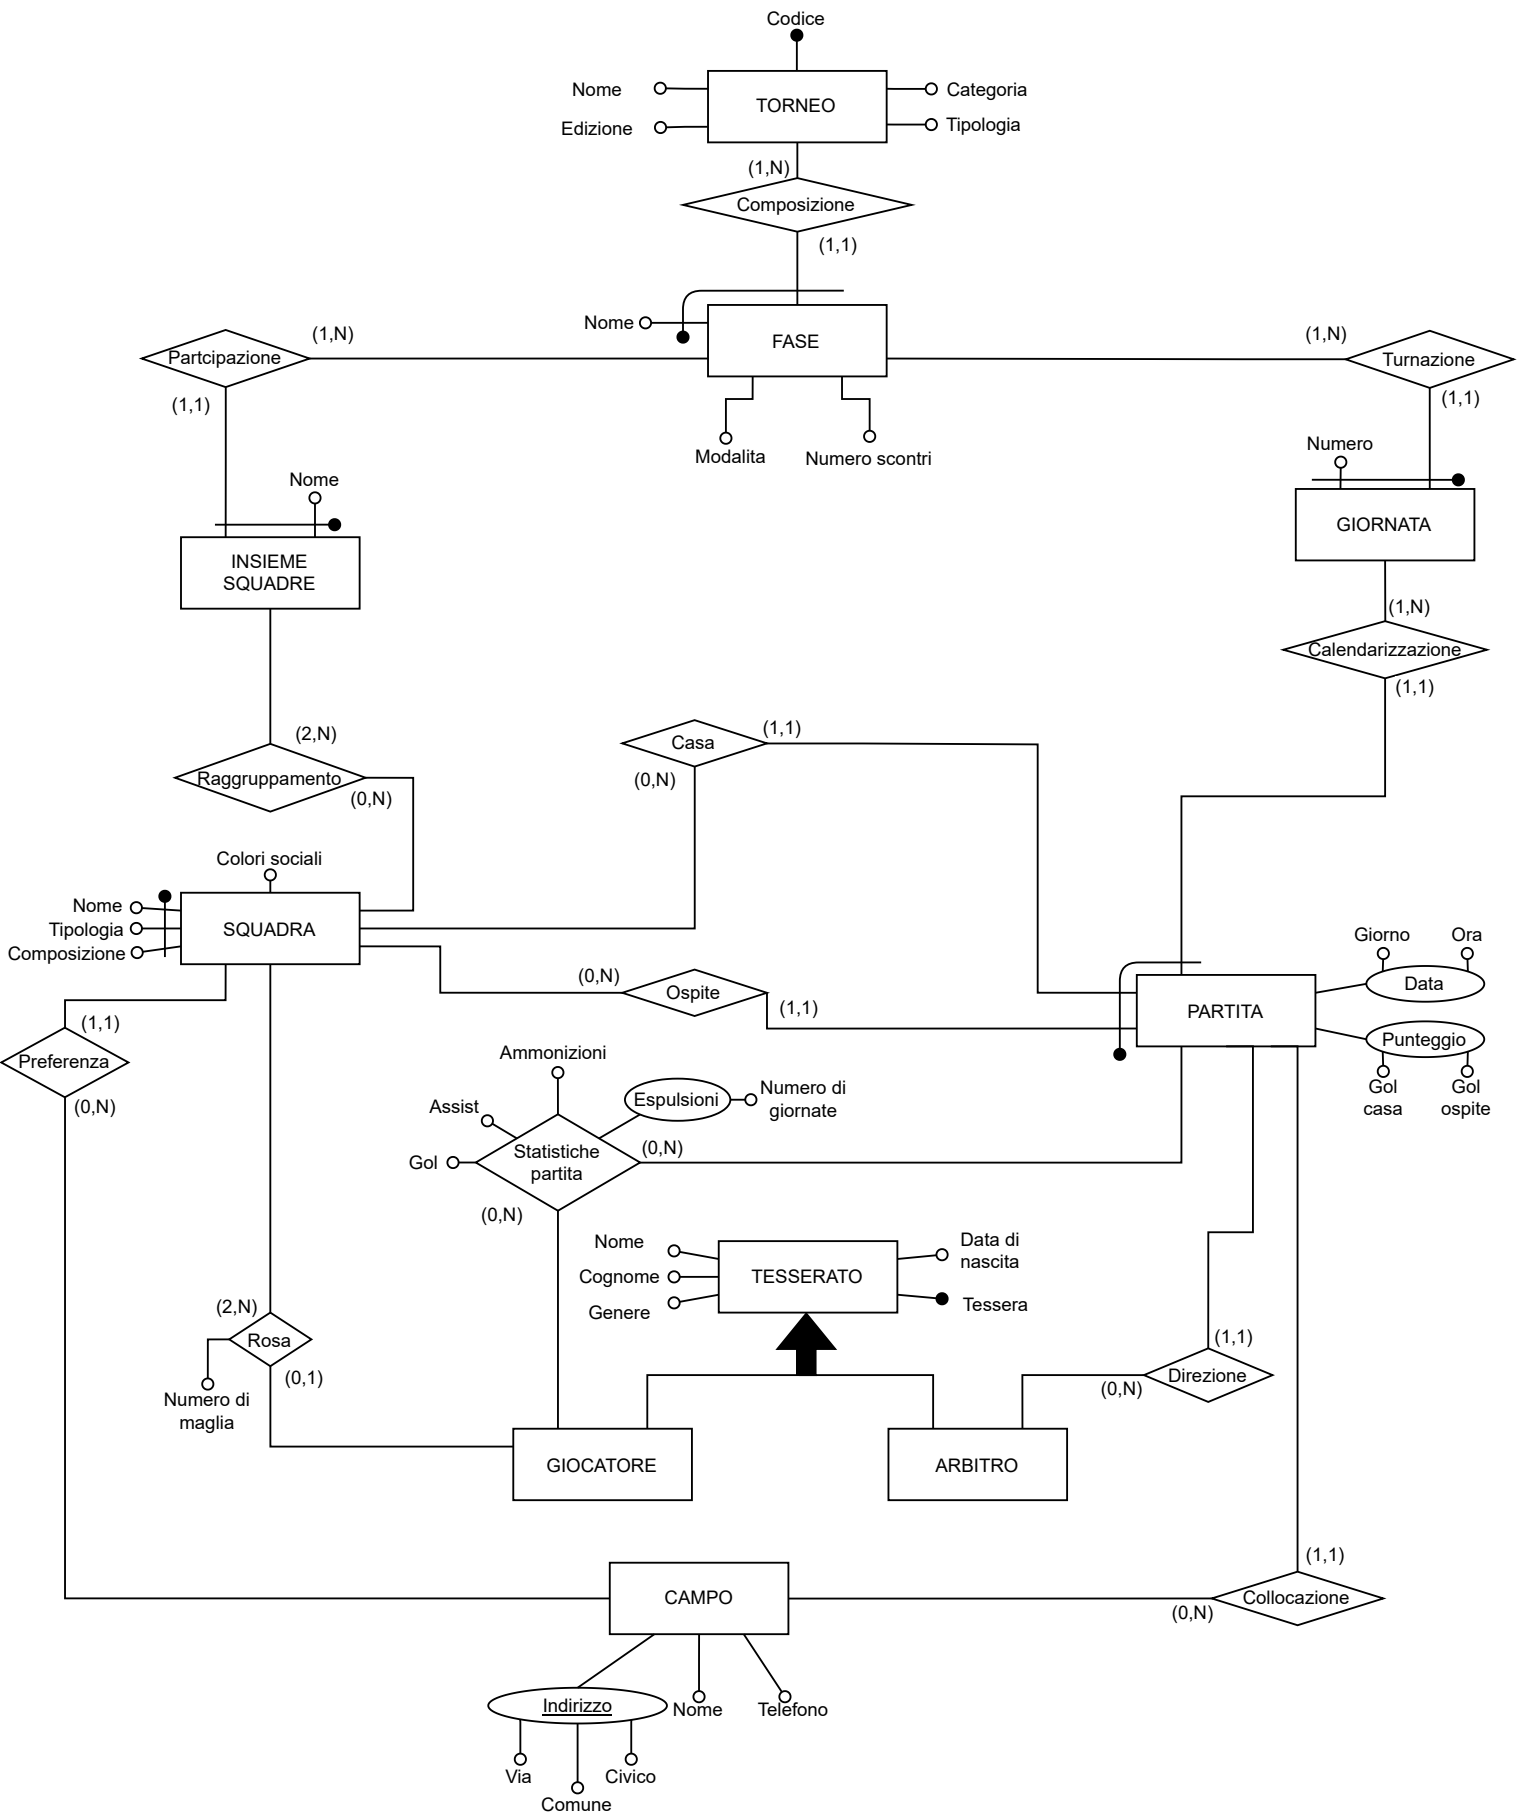 Codice
Nome
Categoria
TORNEO
Edizione
Tipologia
(1,N)
Composizione
(1,1)
Nome
(1,N)
(1,N)
FASE
Partcipazione
Turnazione
(1,1)
(1,1)
Modalita
Numero scontri
Numero
Nome
GIORNATA
INSIEME
SQUADRE
(1,N)
Calendarizzazione
(1,1)
(2,N)
Casa
(1,1)
Raggruppamento
(0,N)
(0,N)
Colori sociali
Nome
Tipologia
SQUADRA
Composizione
Giorno
Ora
Data
(0,N)
Ospite
(1,1)
PARTITA
(1,1)
Punteggio
Preferenza
Ammonizioni
Gol
casa
Gol
ospite
(0,N)
Assist
Espulsioni
Numero di
giornate
Gol
Statistiche
partita
(0,N)
(0,N)
Nome
Data di
nascita
Cognome
TESSERATO
Genere
Tessera
(2,N)
Rosa
(1,1)
(0,1)
Direzione
(0,N)
Numero di
maglia
GIOCATORE
ARBITRO
(1,1)
CAMPO
Collocazione
(0,N)
Indirizzo
Nome
Telefono
Via
Civico
Comune